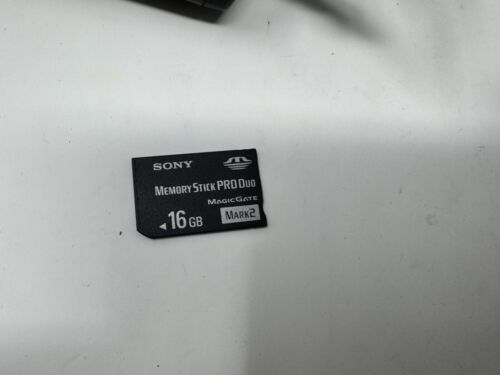 SONY
MEMORY STICK PRO DUO
MAGICGATE
16 GB MARK2